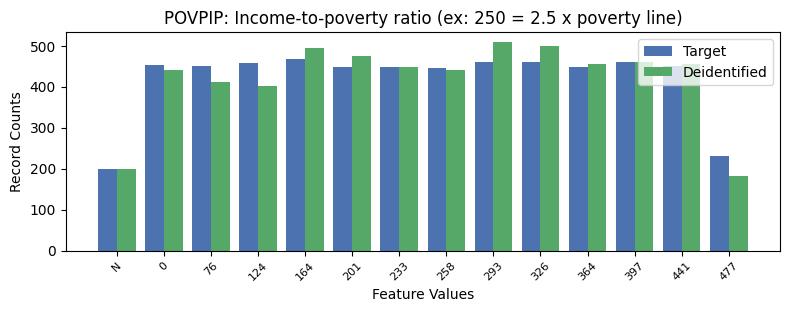 POVPIP: Income-to-poverty ratio (ex: 250 = 2.5 x poverty line)
Target
Deidentified
Record Counts
500
400
300
200
100
0
N 0 76 124 164 201 233 258 293 326 364 397 441 477
Feature Values